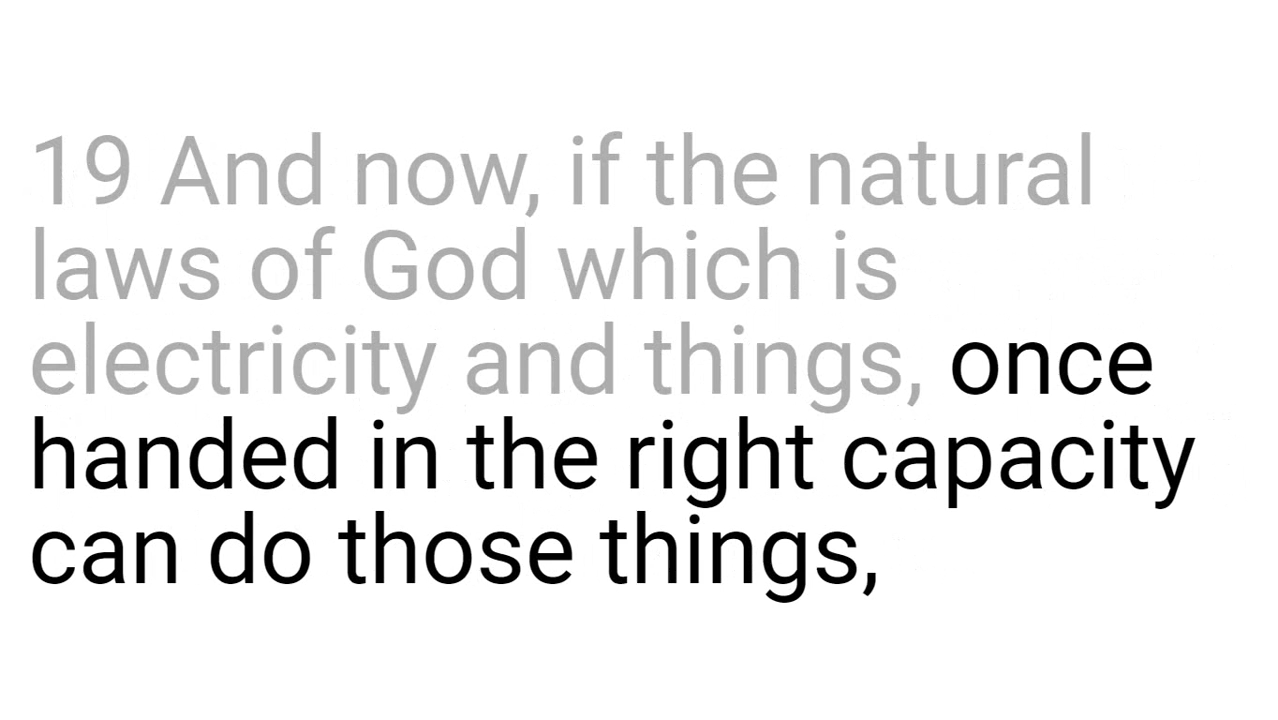 19 And now, if the natural
laws of God which is
electricity and things, once
handed in the right capacity
can do those things,